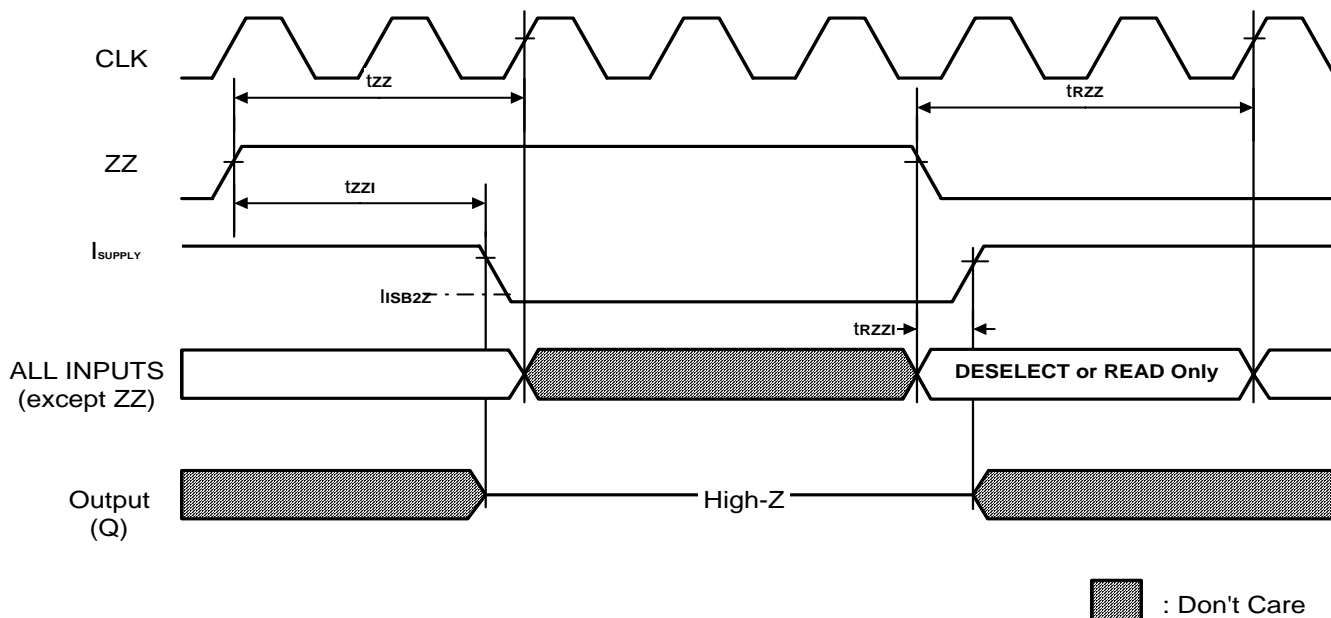 CLK
tZZ
tRZZ
ZZ
tZZI
ISUPPLY
IISB2Z
tRZZI
ALL INPUTS
(except ZZ)
DESELECT or READ Only
Output
(Q)
High-Z
: Don't Care